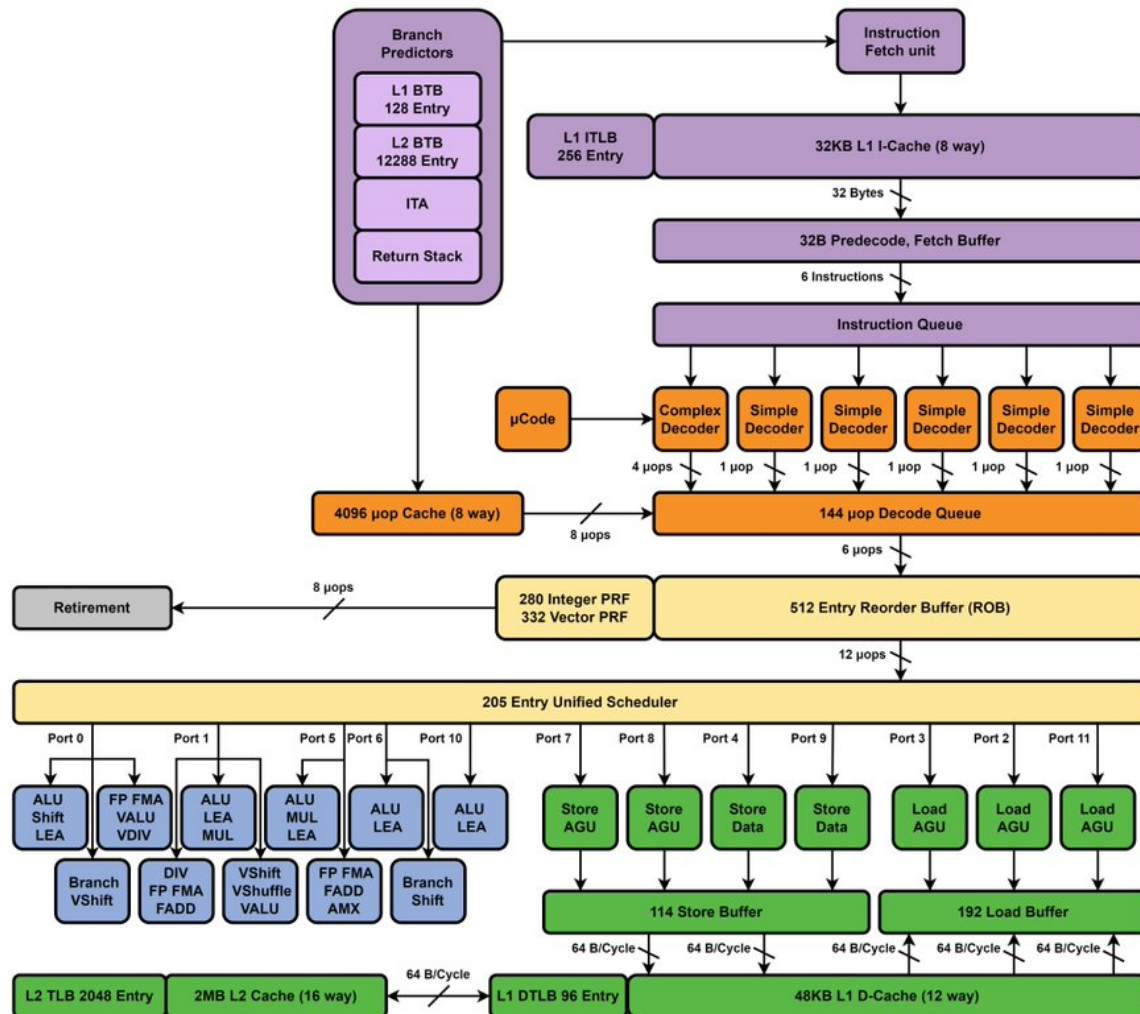 Branch
Predictors
L1 BTB
128 Entry
L2 BTB
12288 Entry
ITA
Return Stack
Instruction
Fetch unit
L1 ITLB
256 Entry
32KB L1 I-Cache (8 way)
32 Bytes
32B Predecode, Fetch Buffer
6 Instructions
Instruction Queue
µCode
Complex
Decoder
Simple
Decoder
Simple
Decoder
Simple
Decoder
Simple
Decoder
Simple
Decoder
4 µops
1 µop
1 µop
1 µop
1 µop
1 µop
4096 µop Cache (8 way)
8 µops
144 µop Decode Queue
6 µops
Retirement
8 µops
280 Integer PRF
332 Vector PRF
512 Entry Reorder Buffer (ROB)
12 µops
205 Entry Unified Scheduler
Port 0
Port 1
Port 5
Port 6
Port 10
Port 7
Port 8
Port 4
Port 9
Port 3
Port 2
Port 11
ALU
Shift
LEA
FP FMA
VALU
VDIV
ALU
LEA
MUL
ALU
MUL
LEA
ALU
LEA
ALU
LEA
Store
AGU
Store
AGU
Store
Data
Store
Data
Load
AGU
Load
AGU
Load
AGU
Branch
VShift
DIV
FP FMA
FADD
VShift
VShuffle
VALU
FP FMA
FADD
AMX
Branch
Shift
114 Store Buffer
192 Load Buffer
64 B/Cycle
64 B/Cycle
64 B/Cycle
64 B/Cycle
64 B/Cycle
L2 TLB 2048 Entry
2MB L2 Cache (16 way)
64 B/Cycle
L1 DTLB 96 Entry
48KB L1 D-Cache (12 way)